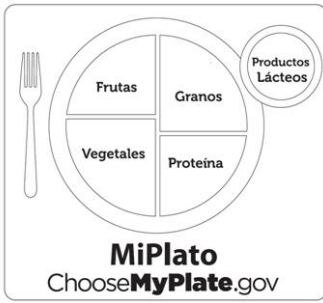 Frutas
Granos
Productos
Lácteos
Vegetales
Proteína
MiPlato
ChooseMyPlate.gov